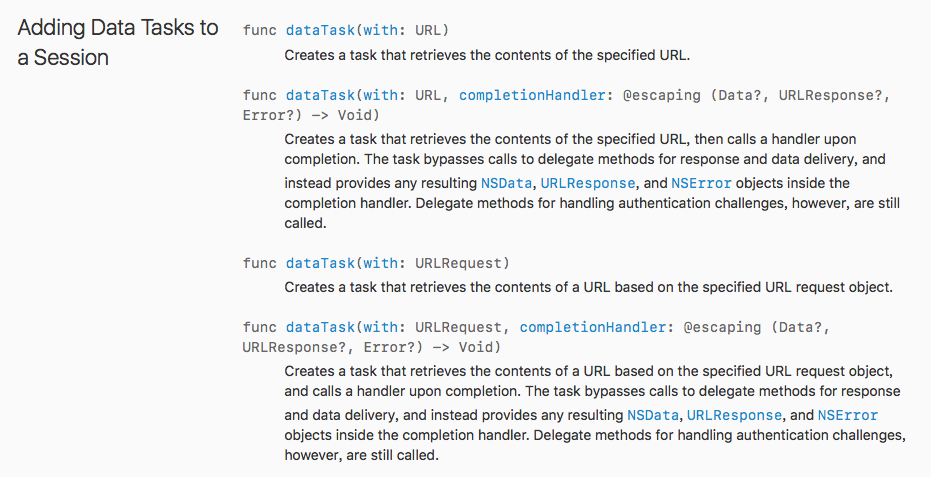 Adding Data Tasks to
a Session
func dataTask(with: URL)
Creates a task that retrieves the contents of the specified URL.
func dataTask(with: URL, completionHandler: @escaping (Data?, URLResponse?,
Error?) —> Void)
Creates a task that retrieves the contents of the specified URL, then calls a handler upon
completion. The task bypasses calls to delegate methods for response and data delivery, and
instead provides any resulting NSData, URLResponse, and NSError objects inside the
completion handler. Delegate methods for handling authentication challenges, however, are still
called.
func dataTask(with: URLRequest)
Creates a task that retrieves the contents of a URL based on the specified URL request object.
func dataTask(with: URLRequest, completionHandler: @escaping (Data?,
URLResponse?, Error?) —> Void)
Creates a task that retrieves the contents of a URL based on the specified URL request object,
and calls a handler upon completion. The task bypasses calls to delegate methods for response
and data delivery, and instead provides any resulting NSData, URLResponse, and NSError
objects inside the completion handler. Delegate methods for handling authentication challenges,
however, are still called.